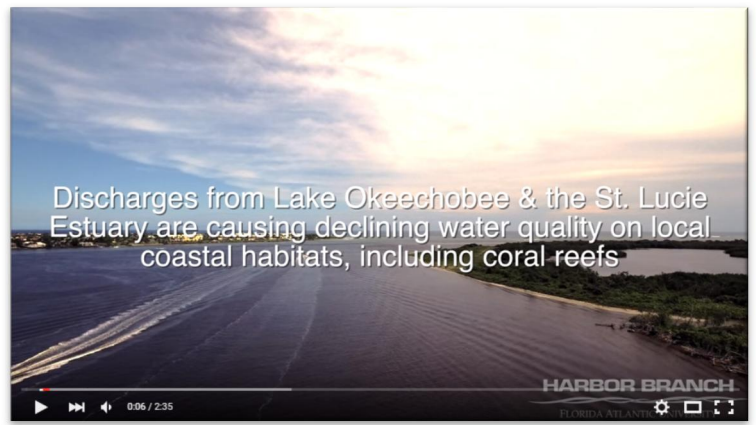 Discharges from Lake Okeechobee & the St. Lucie
Estuary are causing declining water quality on local
coastal habitats, including coral reefs
HARBOR BRANCH
FLORIDA ATLANTIC UNIVERSITY
0:06 / 2:35